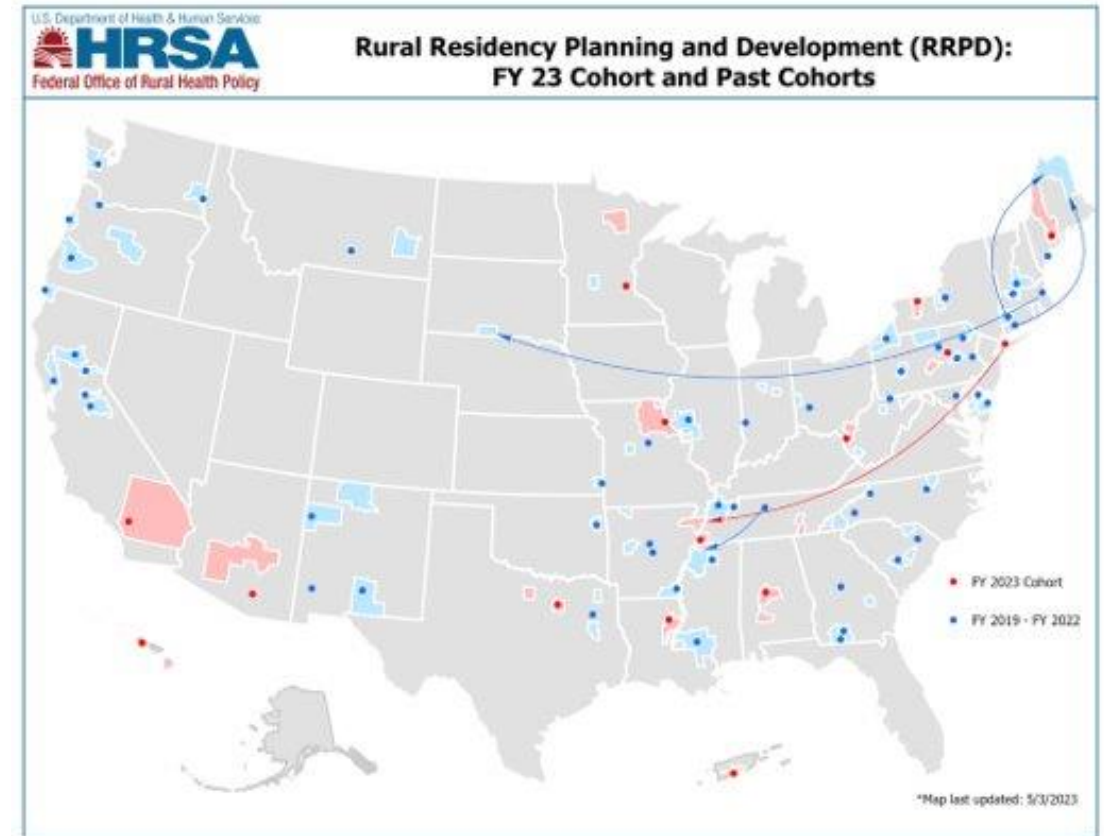 U.S. Department of Health & Human Services
HRSA
Federal Office of Rural Health Policy
Rural Residency Planning and Development (RRPD):
FY 23 Cohort and Past Cohorts
FY 2023 Cohort
FY 2019 - FY 2022
*Map last updated: 5/3/2023